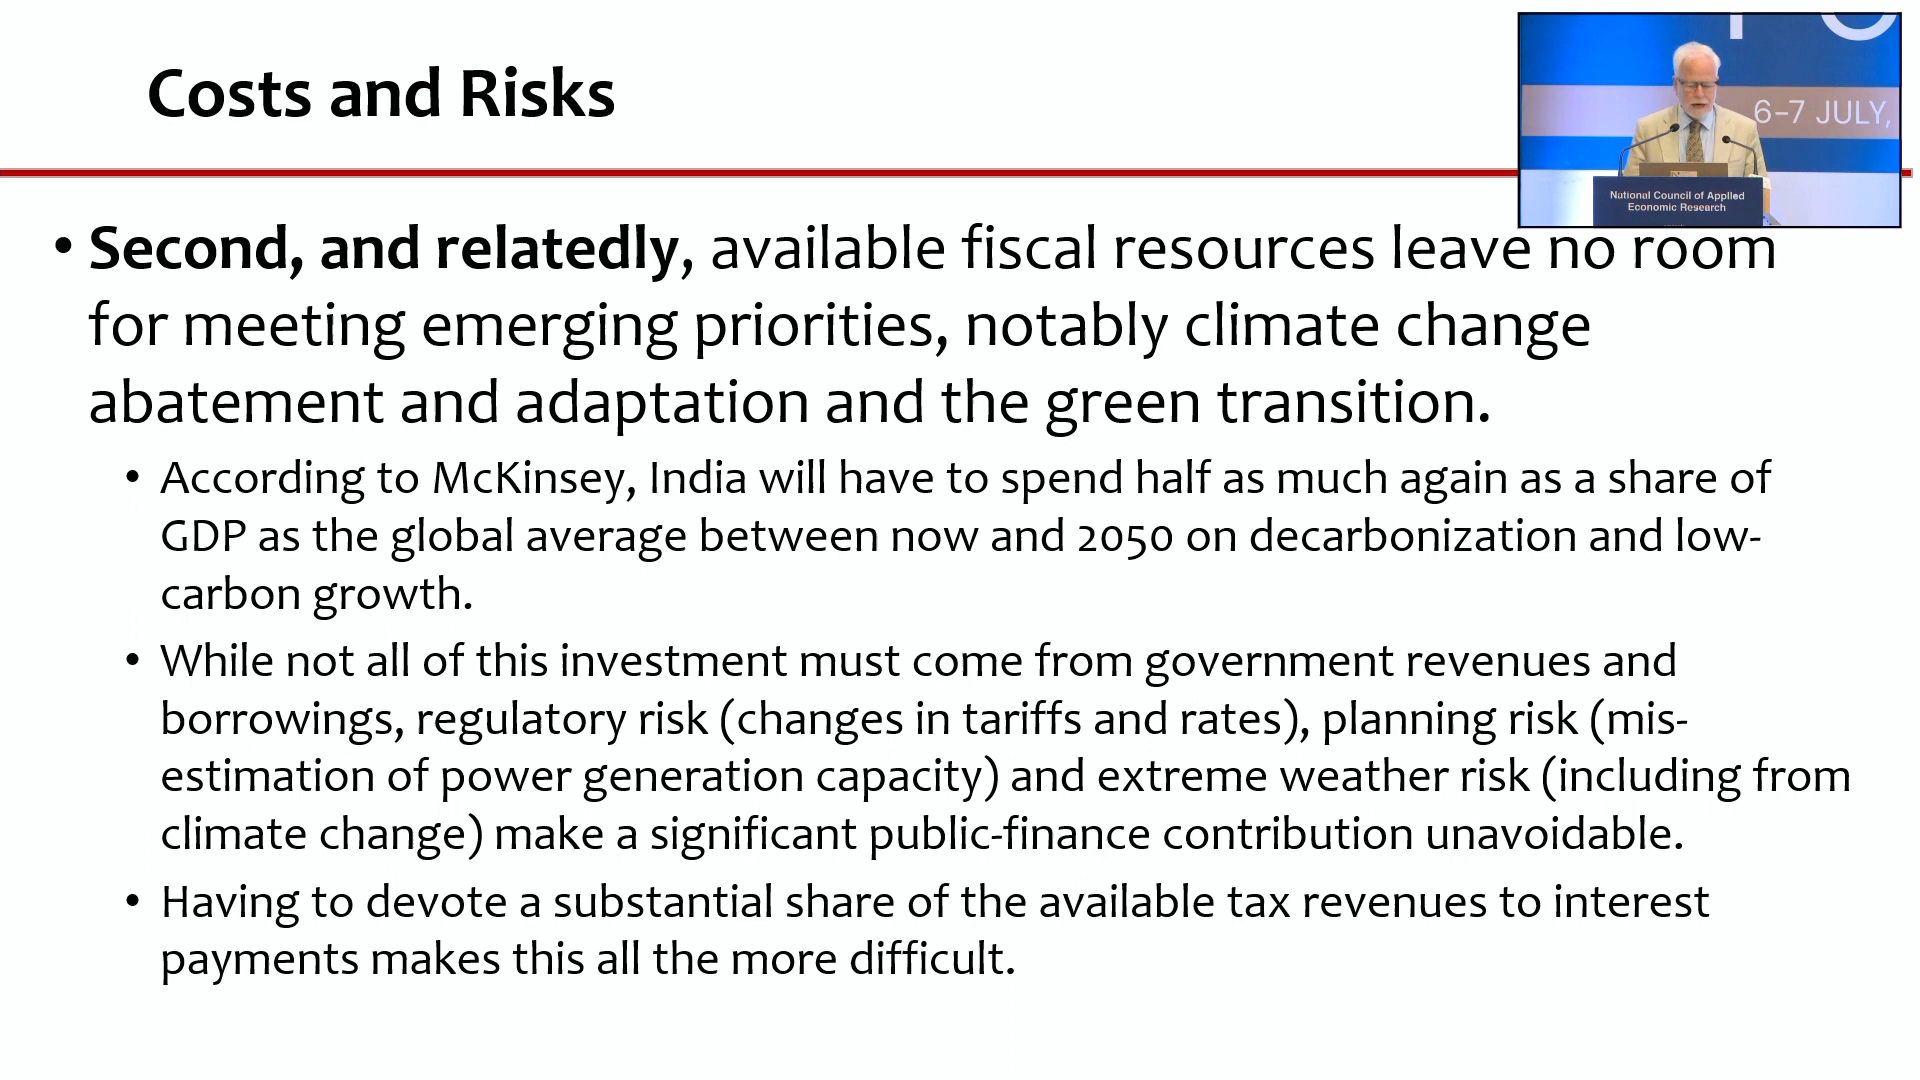 Costs and Risks
6-7 JULY,
National Council of Applied
Economic Research
• Second, and relatedly, available fiscal resources leave no room
for meeting emerging priorities, notably climate change
abatement and adaptation and the green transition.
• According to McKinsey, India will have to spend half as much again as a share of
GDP as the global average between now and 2050 on decarbonization and low-
carbon growth.
• While not all of this investment must come from government revenues and
borrowings, regulatory risk (changes in tariffs and rates), planning risk (mis-
estimation of power generation capacity) and extreme weather risk (including from
climate change) make a significant public-finance contribution unavoidable.
• Having to devote a substantial share of the available tax revenues to interest
payments makes this all the more difficult.